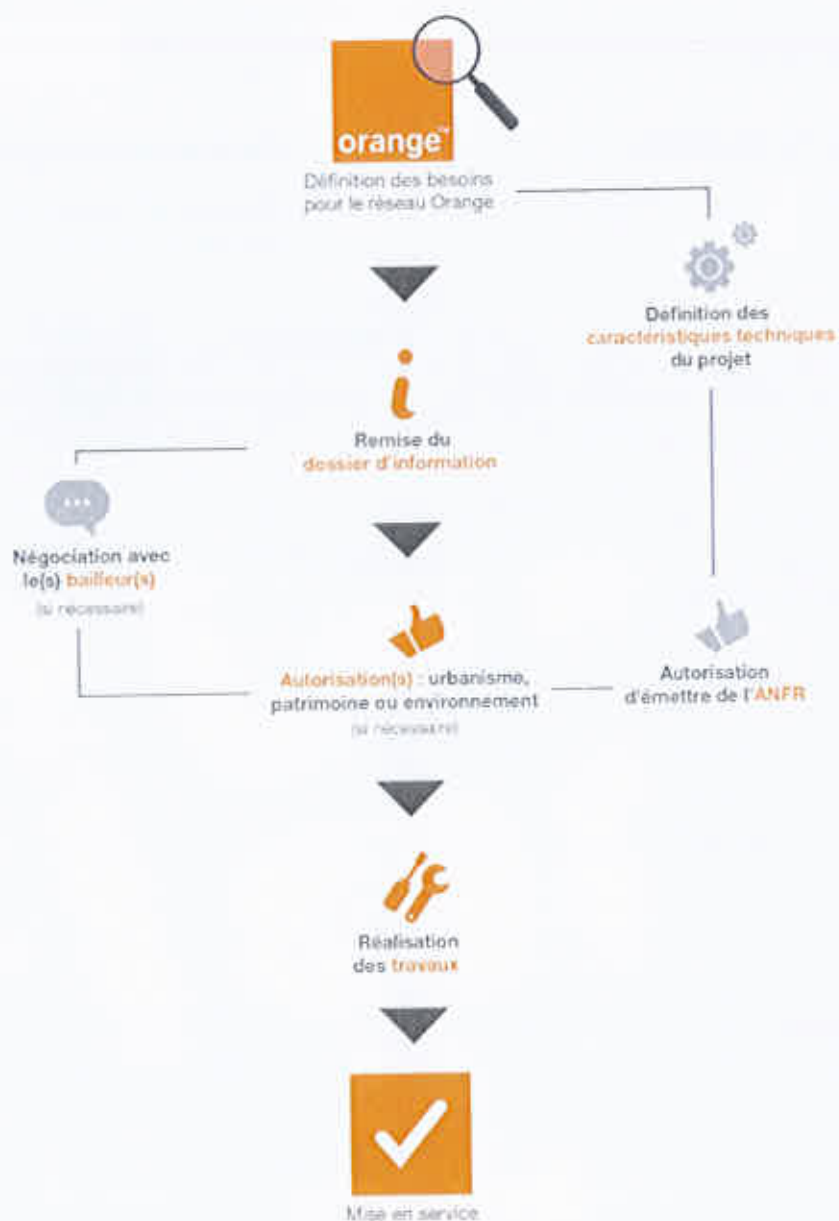 orange™
Définition des besoins
pour le réseau Orange
Définition des
caractéristiques techniques
du projet
Remise du
dossier d'information
Négociation avec
le(s) bailleur(s)
(si nécessaire)
Autorisation(s) : urbanisme,
patrimoine ou environnement
(si nécessaire)
Autorisation
d'émettre de l'ANFR
Réalisation
des travaux
Mise en service